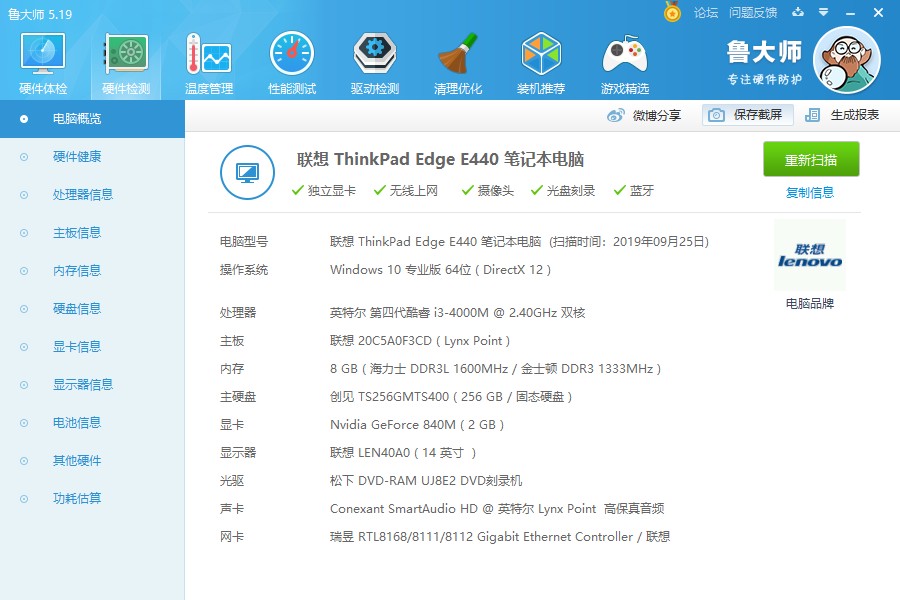 鲁大师 5.19
论坛 问题反馈
硬件体检 硬件检测 温度管理 性能测试 驱动检测 清理优化 装机推荐 游戏精选
鲁大师
专注硬件防护
微博分享 保存截屏 生成报表
电脑概览
硬件健康
处理器信息
主板信息
内存信息
硬盘信息
显卡信息
显示器信息
电池信息
其他硬件
功耗估算
联想 ThinkPad Edge E440 笔记本电脑
独立显卡 无线上网 摄像头 光盘刻录 蓝牙
重新扫描
复制信息
电脑型号 联想 ThinkPad Edge E440 笔记本电脑 (扫描时间：2019年09月25日)
操作系统 Windows 10 专业版 64位 ( DirectX 12 )
处理器 英特尔 第四代酷睿 i3-4000M @ 2.40GHz 双核
主板 联想 20C5A0F3CD ( Lynx Point )
内存 8 GB ( 海力士 DDR3L 1600MHz / 金士顿 DDR3 1333MHz )
主硬盘 创见 TS256GMTS400 ( 256 GB / 固态硬盘 )
显卡 Nvidia GeForce 840M ( 2 GB )
显示器 联想 LEN40A0 ( 14 英寸 )
光驱 松下 DVD-RAM UJ8E2 DVD刻录机
声卡 Conexant SmartAudio HD @ 英特尔 Lynx Point 高保真音频
网卡 瑞昱 RTL8168/8111/8112 Gigabit Ethernet Controller / 联想
联想
lenovo
电脑品牌